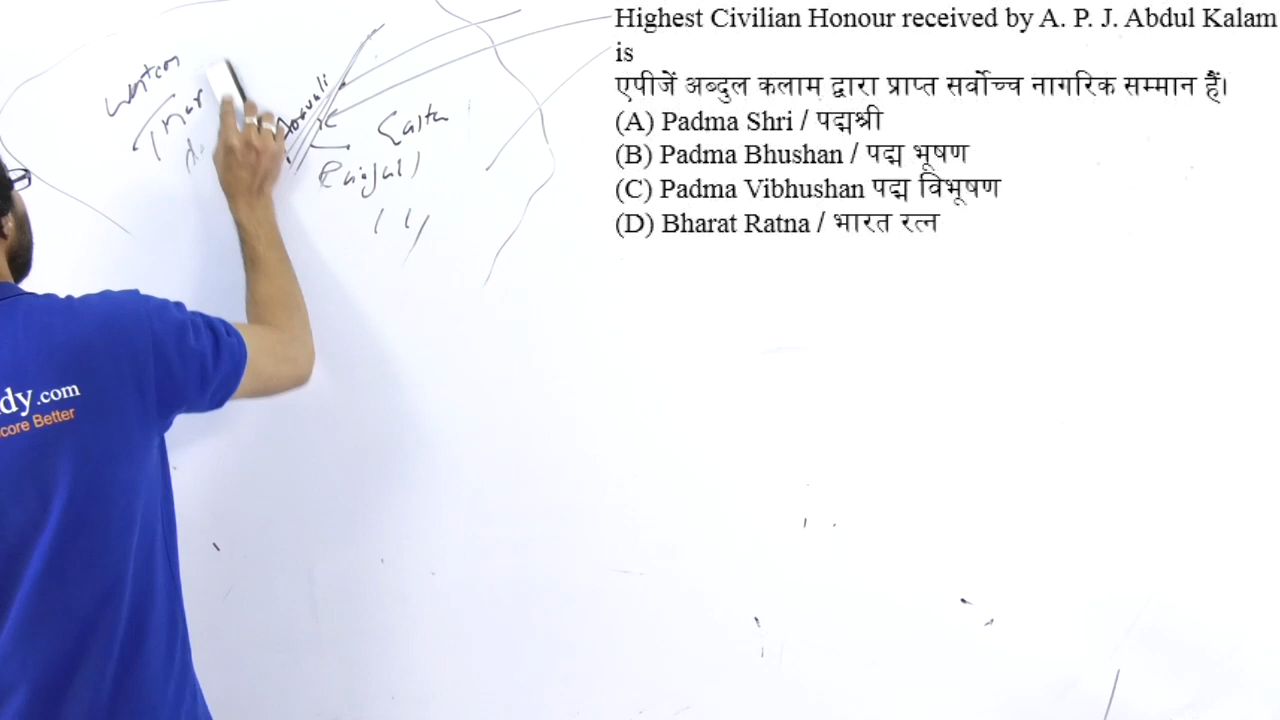 Highest Civilian Honour received by A. P. J. Abdul Kalam
is
एपीजें अब्दुल कलाम द्वारा प्राप्त सर्वोच्च नागरिक सम्मान हैं।
(A) Padma Shri / पद्मश्री
(B) Padma Bhushan / पद्म भूषण
(C) Padma Vibhushan पद्म विभूषण
(D) Bharat Ratna / भारत रत्न
Thar
dy.com
core Better